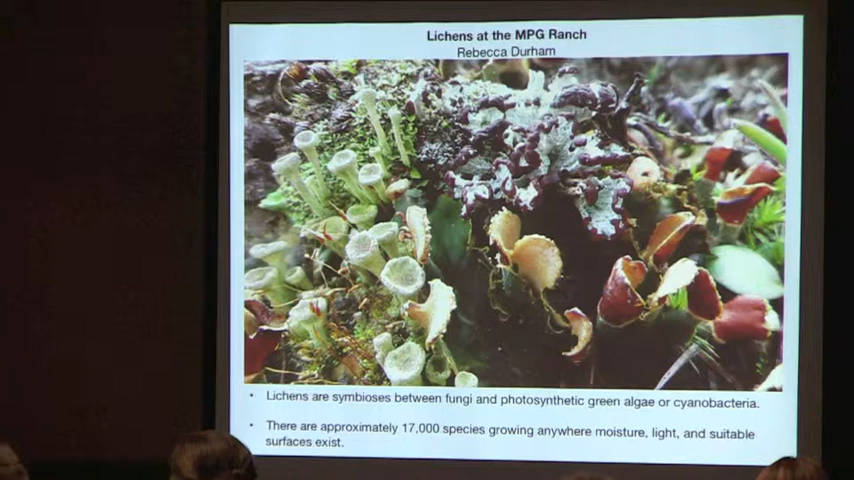 Lichens at the MPG Ranch
Rebecca Durham
• Lichens are symbioses between fungi and photosynthetic green algae or cyanobacteria.
• There are approximately 17,000 species growing anywhere moisture, light, and suitable
surfaces exist.